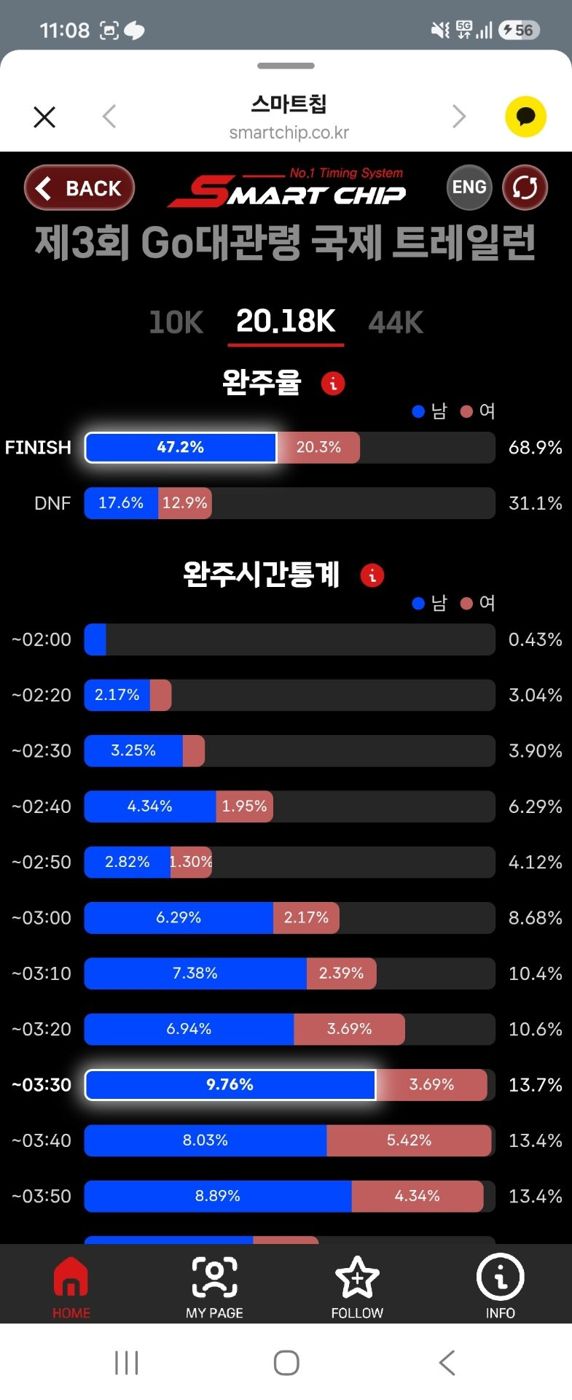 11:08
5G
56
스마트칩
smartchip.co.kr
BACK
No.1 Timing System
SMART CHIP
ENG
제3회 Go대관령 국제 트레일런
10K 20.18K 44K
완주율 i
남 여
FINISH 47.2% 20.3% 68.9%
DNF 17.6% 12.9% 31.1%
완주시간통계 i
남 여
~02:00 0.43%
~02:20 2.17% 3.04%
~02:30 3.25% 3.90%
~02:40 4.34% 1.95% 6.29%
~02:50 2.82% 1.30% 4.12%
~03:00 6.29% 2.17% 8.68%
~03:10 7.38% 2.39% 10.4%
~03:20 6.94% 3.69% 10.6%
~03:30 9.76% 3.69% 13.7%
~03:40 8.03% 5.42% 13.4%
~03:50 8.89% 4.34% 13.4%
HOME MY PAGE FOLLOW INFO